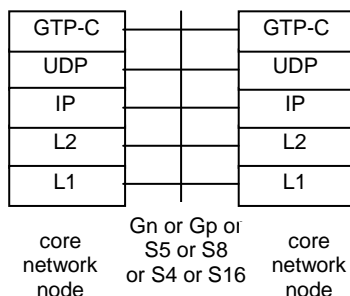 GTP-C GTP-C
UDP UDP
IP IP
L2 L2
L1 L1
core
network
node
Gn or Gp or
S5 or S8
or S4 or S16
core
network
node